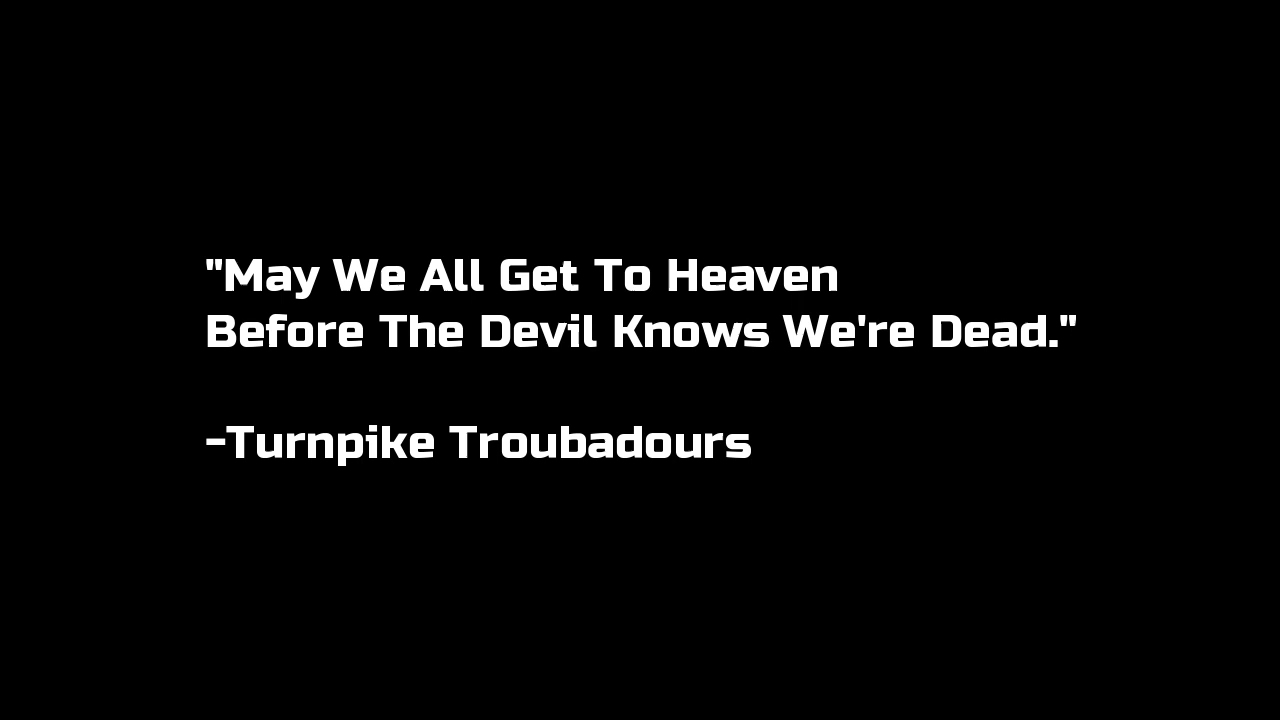 "May We All Get To Heaven
Before The Devil Knows We're Dead."
-Turnpike Troubadours